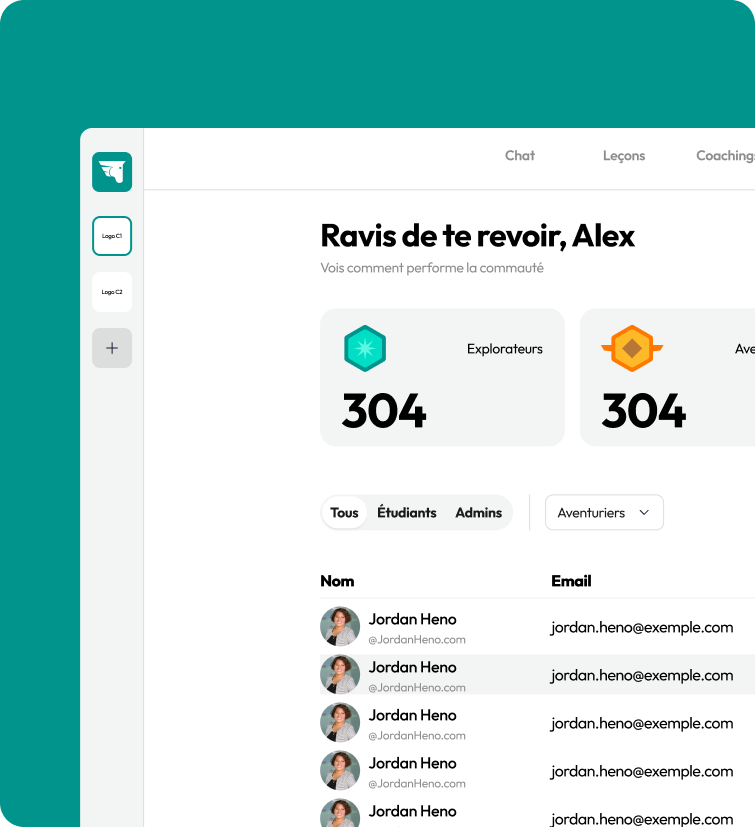 Chat Leçons Coachings
Logo C1
Logo C2
Ravis de te revoir, Alex
Vois comment performe la commauté
Explorateurs
304
Ave
304
Tous Étudiants Admins Aventuriers
Nom Email
Jordan Heno jordan.heno@exemple.com
@JordanHeno.com
Jordan Heno jordan.heno@exemple.com
@JordanHeno.com
Jordan Heno jordan.heno@exemple.com
@JordanHeno.com
Jordan Heno jordan.heno@exemple.com
@JordanHeno.com
Jordan Heno jordan.heno@exemple.com